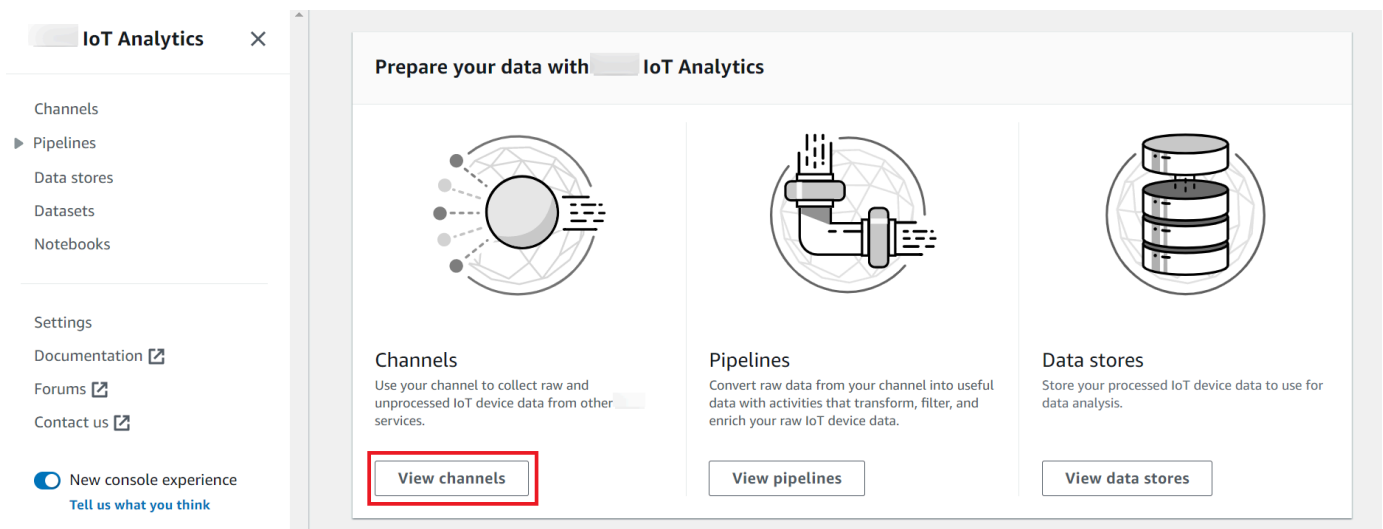 IoT Analytics
Channels
Pipelines
Data stores
Datasets
Notebooks
Settings
Documentation
Forums
Contact us
New console experience
Tell us what you think
Prepare your data with IoT Analytics
Channels
Use your channel to collect raw and
unprocessed IoT device data from other
services.
View channels
Pipelines
Convert raw data from your channel into useful
data with activities that transform, filter, and
enrich your raw IoT device data.
View pipelines
Data stores
Store your processed IoT device data to use for
data analysis.
View data stores